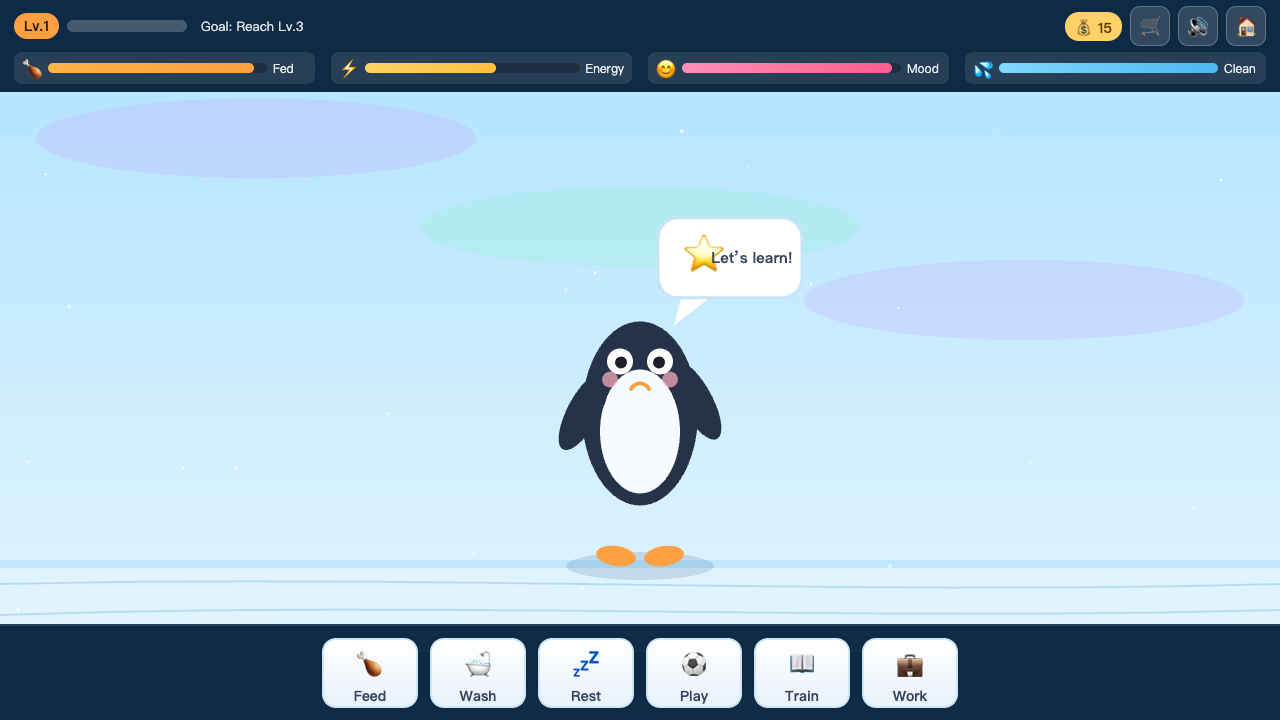 Lv.1
Goal: Reach Lv.3
15
Fed
Energy
Mood
Clean
Let's learn!
Feed
Wash
Rest
Play
Train
Work